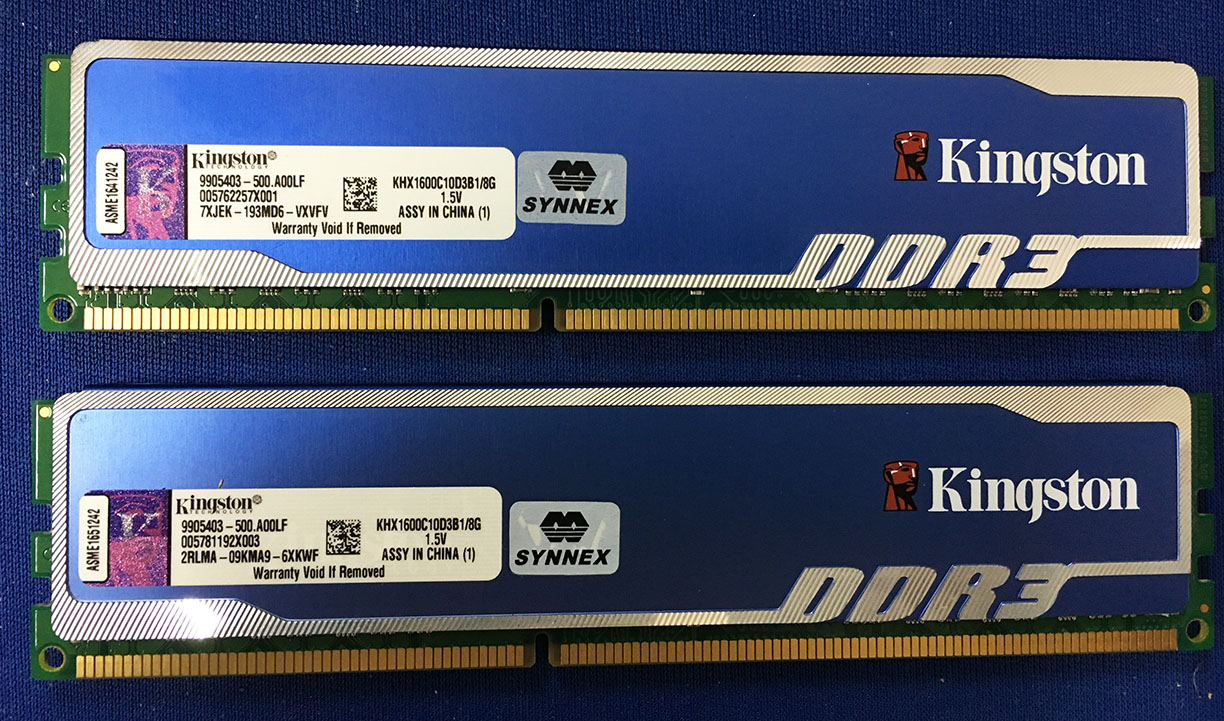 Kingston
TECHNOLOGY
ASME1641242
9905403-500.A00LF
005762257X001
7XJEK-193MD6-VXVFV
KHX1600C10D3B1/8G
1.5V
ASSY IN CHINA (1)
Warranty Void If Removed
SYNNEX
Kingston
DDR3
Kingston
TECHNOLOGY
ASME1651242
9905403-500.A00LF
005781192X003
2RLMA-09KMA9-6XKWF
KHX1600C10D3B1/8G
1.5V
ASSY IN CHINA (1)
Warranty Void If Removed
SYNNEX
Kingston
DDR3